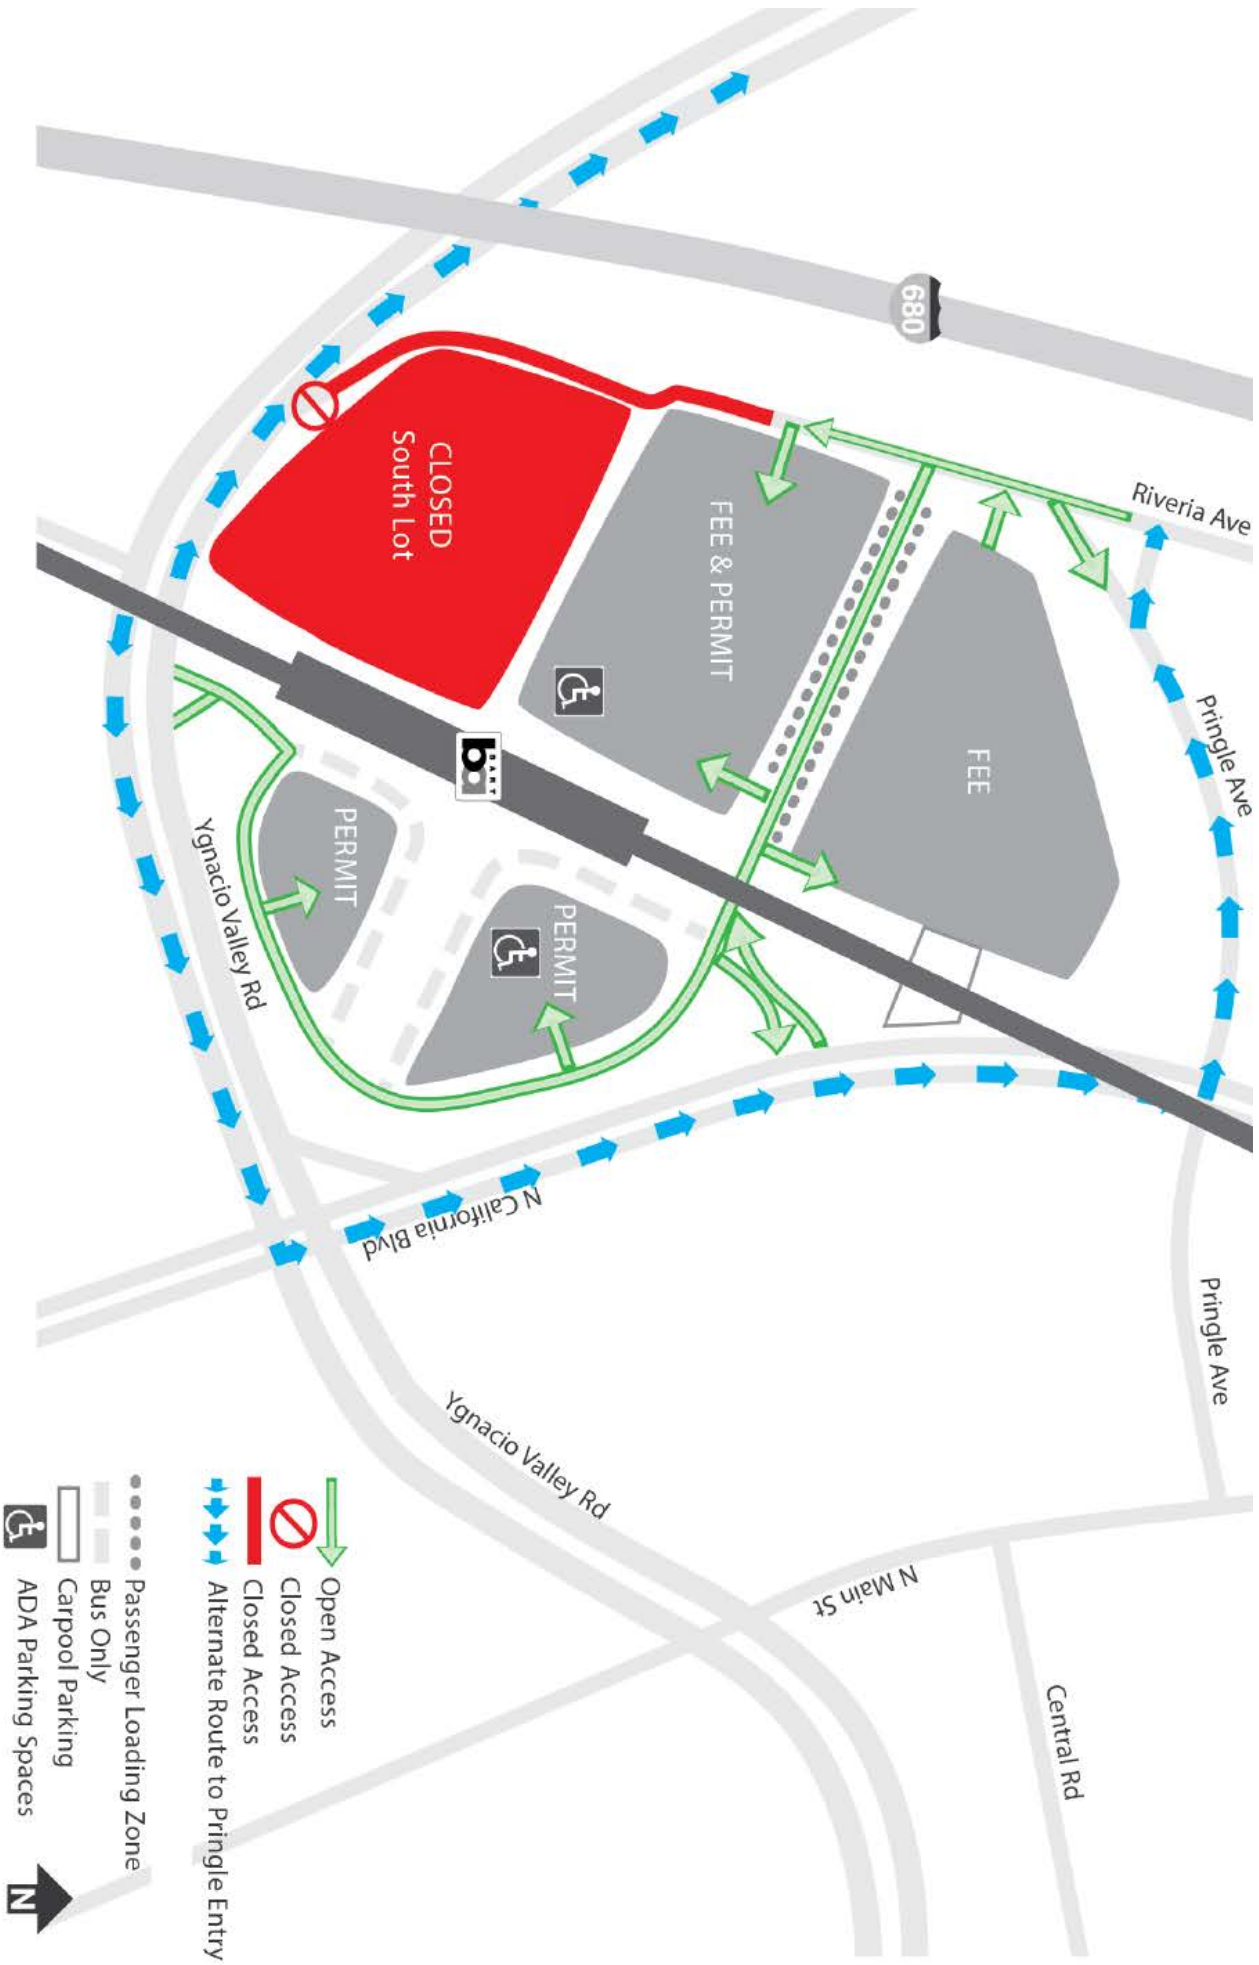 680
Riveria Ave
Pringle Ave
CLOSED
South Lot
FEE & PERMIT
FEE
BART
ba
PERMIT
PERMIT
Ygnacio Valley Rd
N California Blvd
Pringle Ave
Ygnacio Valley Rd
N Main St
Central Rd
Open Access
Closed Access
Closed Access
Alternate Route to Pringle Entry
Passenger Loading Zone
Bus Only
Carpool Parking
ADA Parking Spaces
N